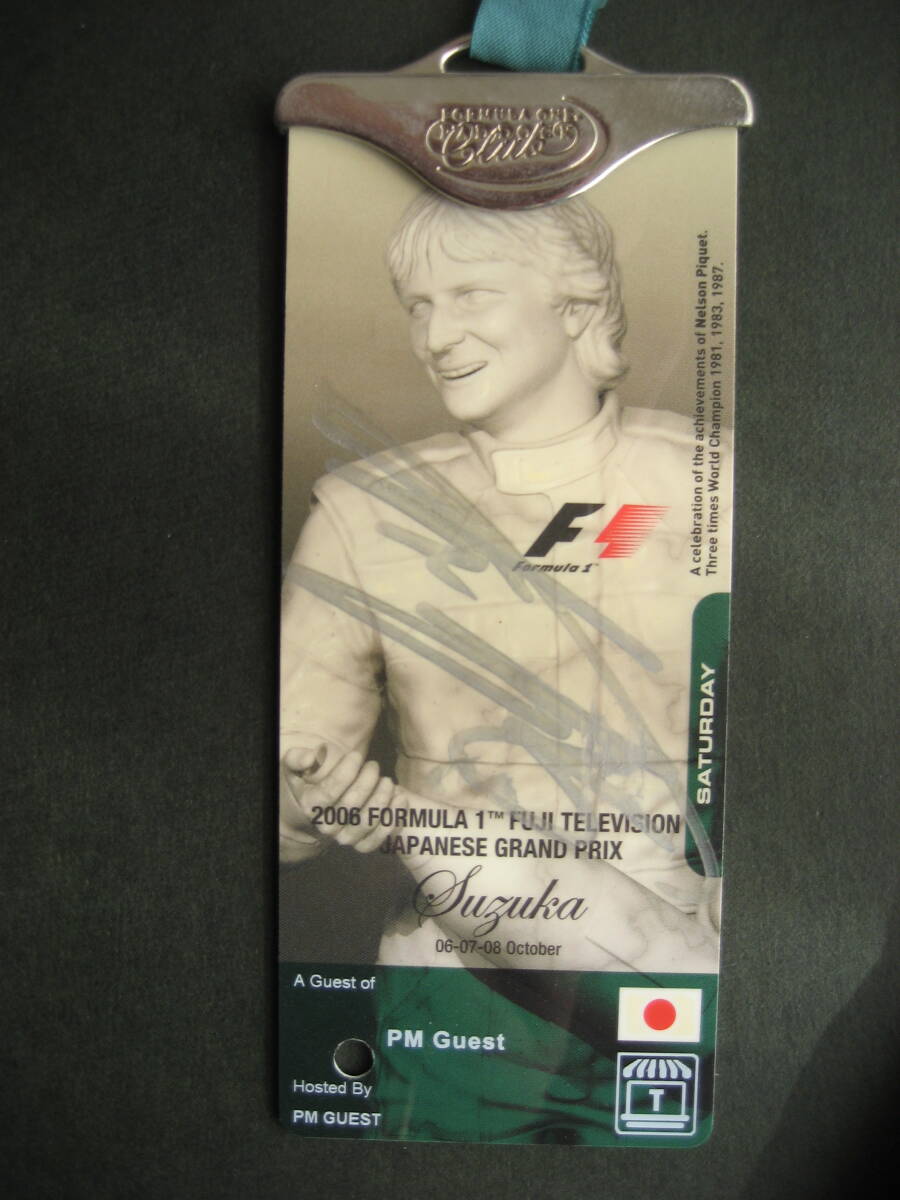 FORMULA ONE
PADDOCK
Club
A celebration of the achievements of Nelson Piquet.
Three times World Champion 1981, 1983, 1987.
F1
Formula 1™
SATURDAY
2006 FORMULA 1™ FUJI TELEVISION
JAPANESE GRAND PRIX
Suzuka
06-07-08 October
A Guest of
PM Guest
Hosted By
PM GUEST
T